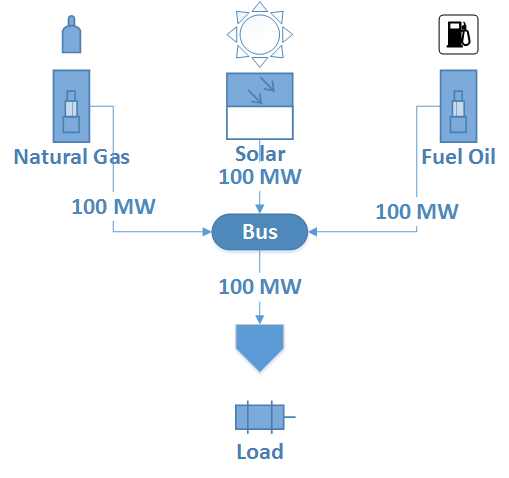 Natural Gas
Solar
Fuel Oil
100 MW
100 MW
100 MW
Bus
100 MW
Load